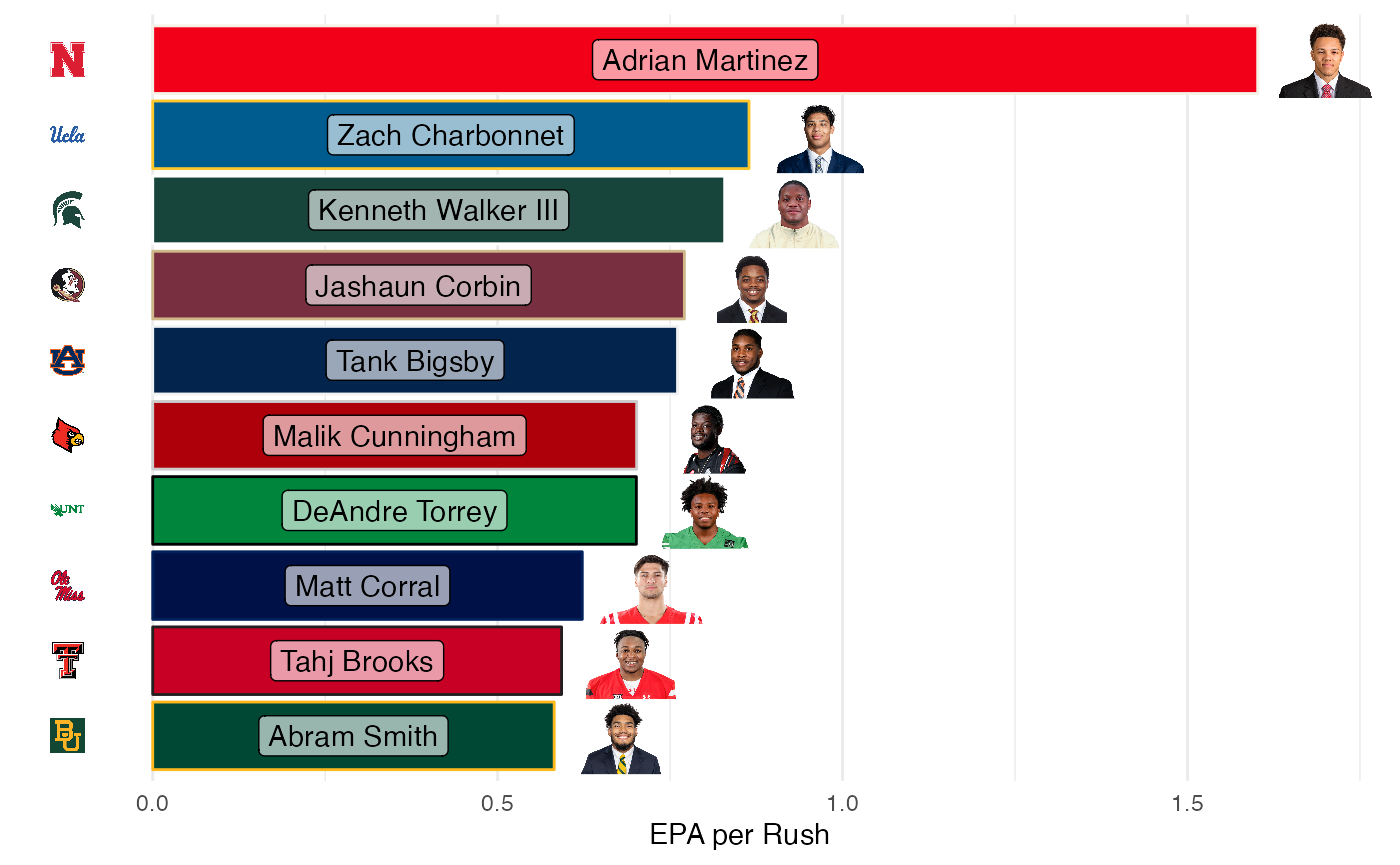 N
Adrian Martinez
Ucla
Zach Charbonnet
Kenneth Walker III
Jashaun Corbin
AU
Tank Bigsby
Malik Cunningham
UNT
DeAndre Torrey
Ole
Miss
Matt Corral
T
Tahj Brooks
BU
Abram Smith
0.0 0.5 1.0 1.5
EPA per Rush